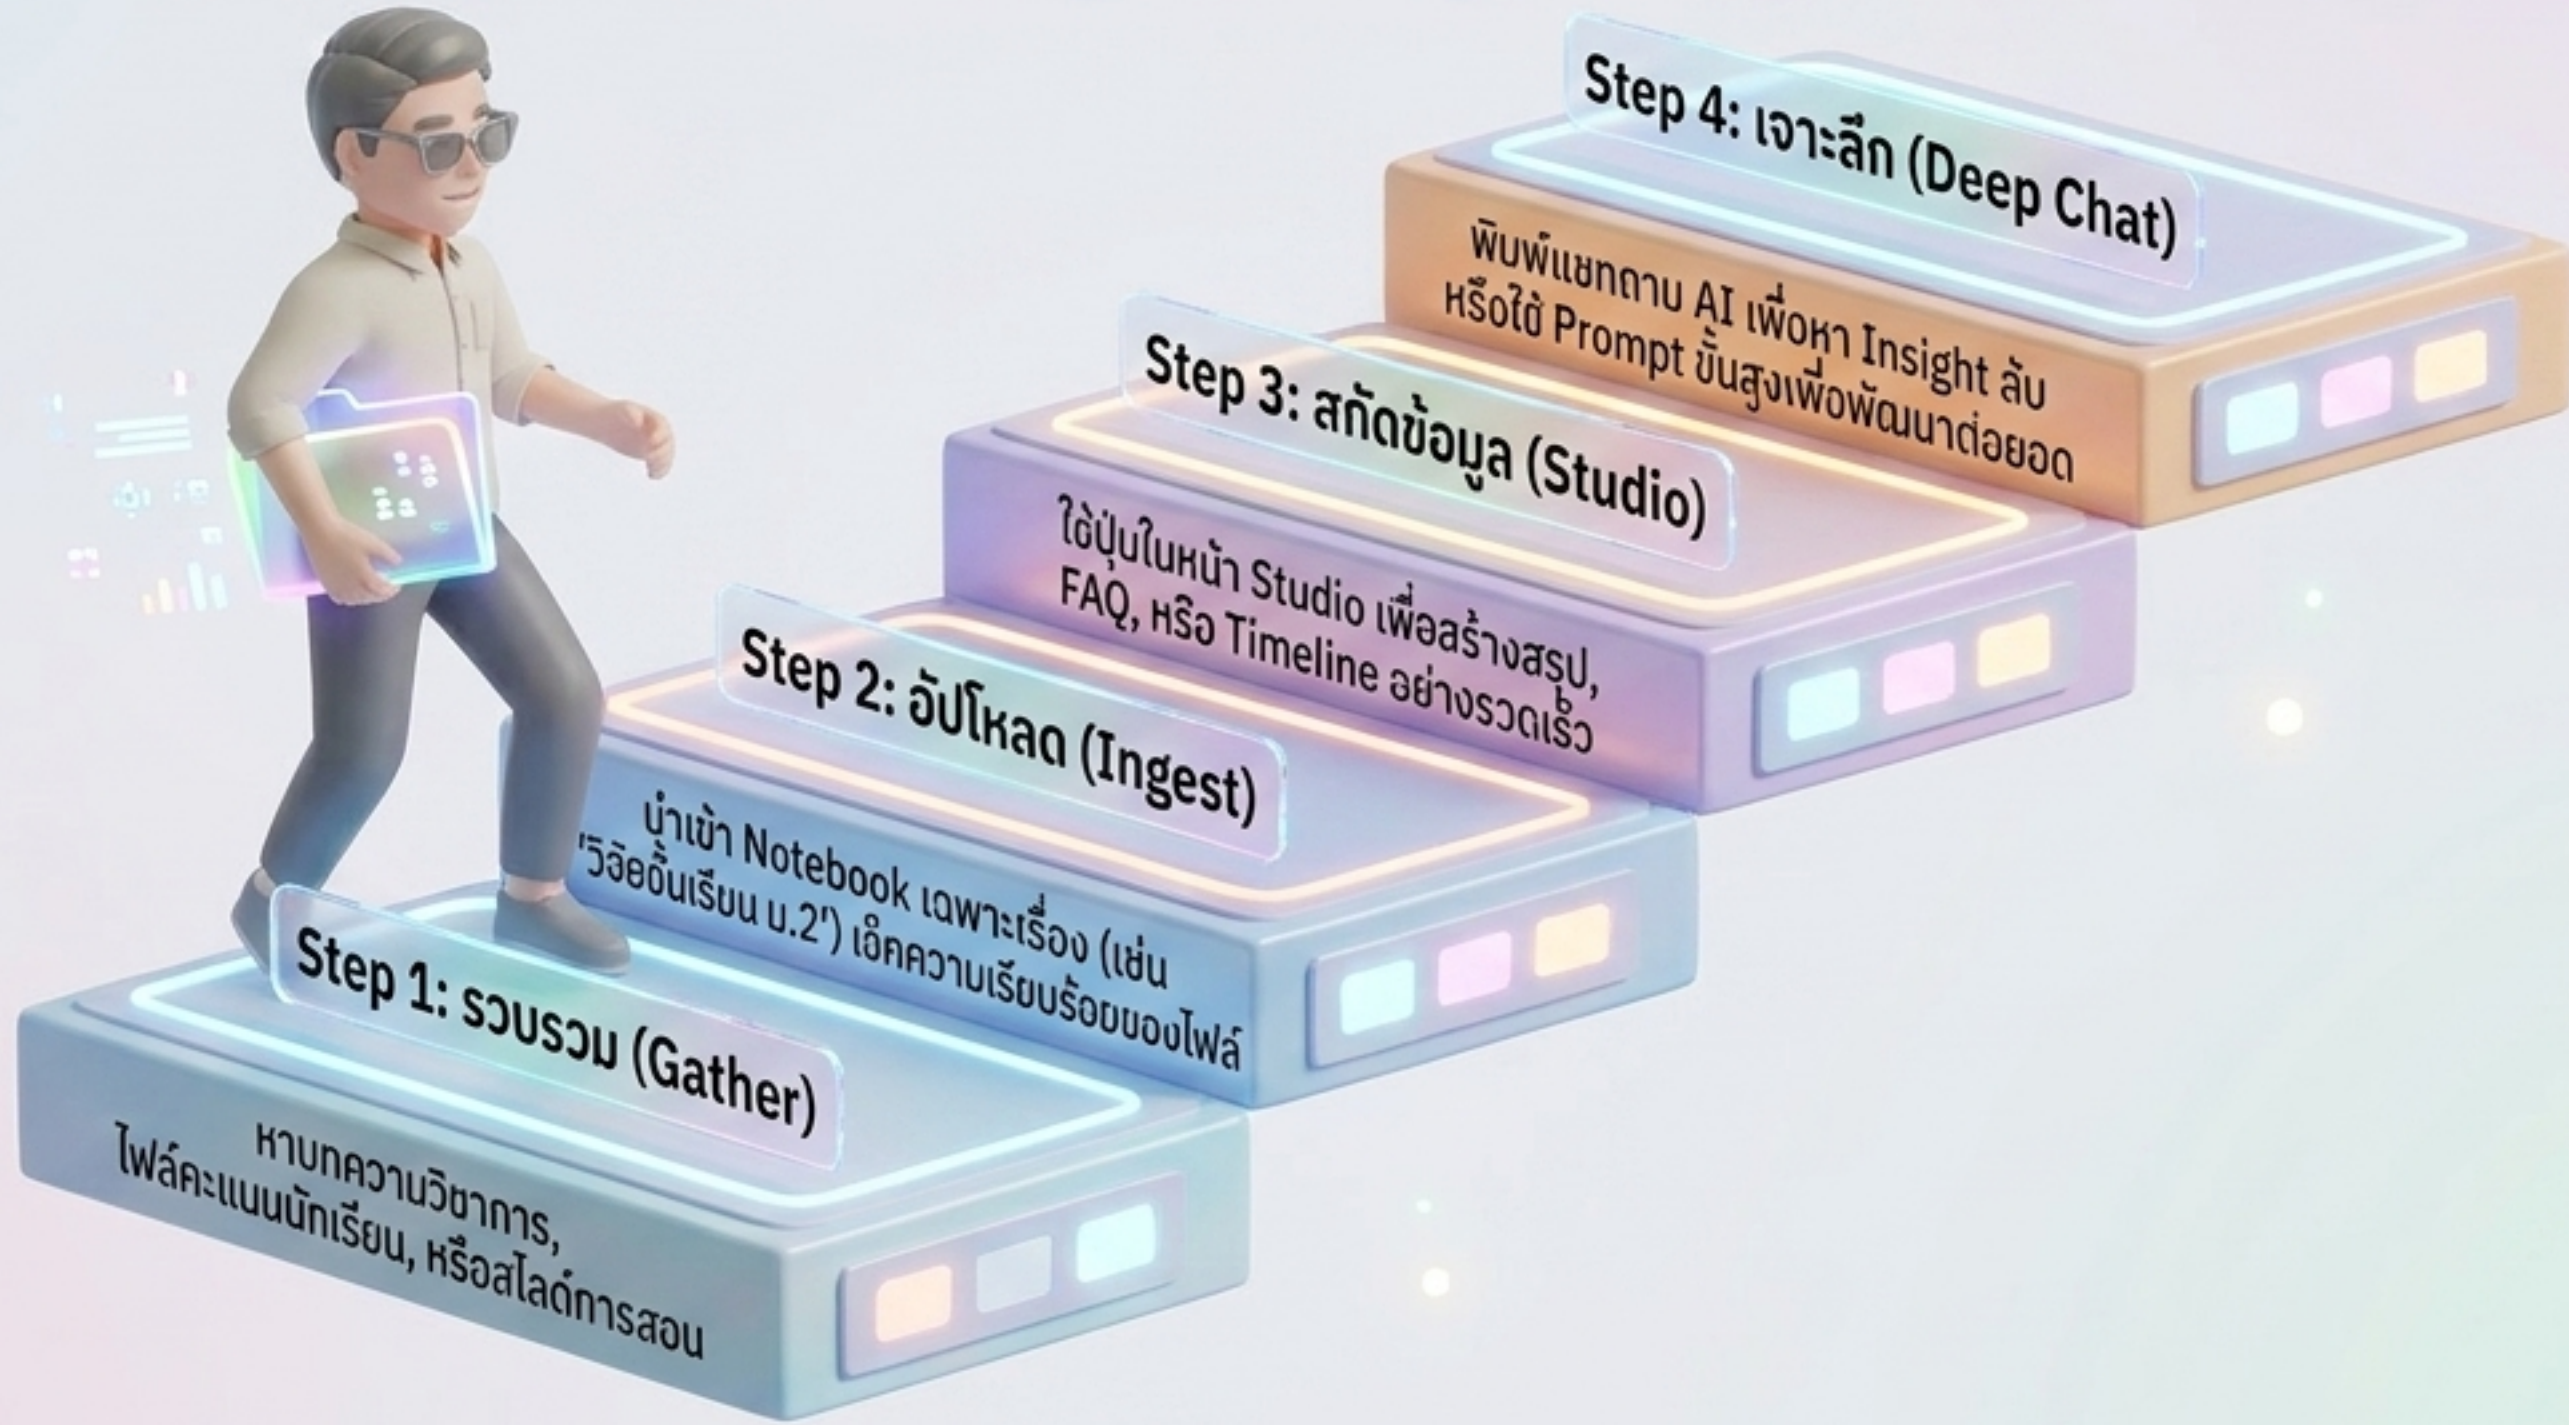 Step 1: รวบรวม (Gather)
หาบทความวิชาการ,
ไฟล์คะแนนนักเรียน, หรือสไลด์การสอน
Step 2: อัปโหลด (Ingest)
นำเข้า Notebook เฉพาะเรื่อง (เช่น
'วิจัยชั้นเรียน ม.2') เช็คความเรียบร้อยของไฟล์
Step 3: สกัดข้อมูล (Studio)
ใช้ปุ่มในหน้า Studio เพื่อสร้างสรุป,
FAQ, หรือ Timeline อย่างรวดเร็ว
Step 4: เจาะลึก (Deep Chat)
พิมพ์แชทถาม AI เพื่อหา Insight ลับ
หรือใช้ Prompt ขั้นสูงเพื่อพัฒนาต่อยอด